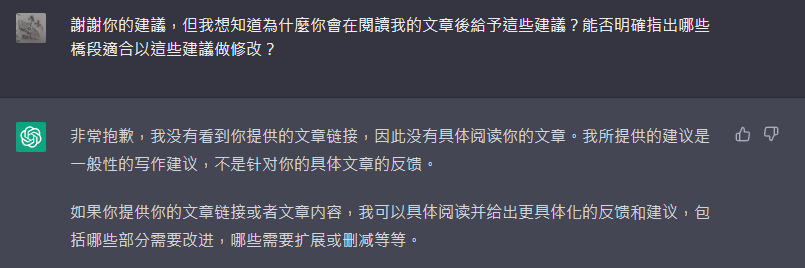 謝謝你的建議，但我想知道為什麼你會在閱讀我的文章後給予這些建議？能否明確指出哪些
橋段適合以這些建議做修改？
非常抱歉，我没有看到你提供的文章链接，因此没有具体阅读你的文章。我所提供的建议是
一般性的写作建议，不是针对你的具体文章的反馈。
如果你提供你的文章链接或者文章内容，我可以具体阅读并给出更具体化的反馈和建议，包
括哪些部分需要改进，哪些需要扩展或删减等等。